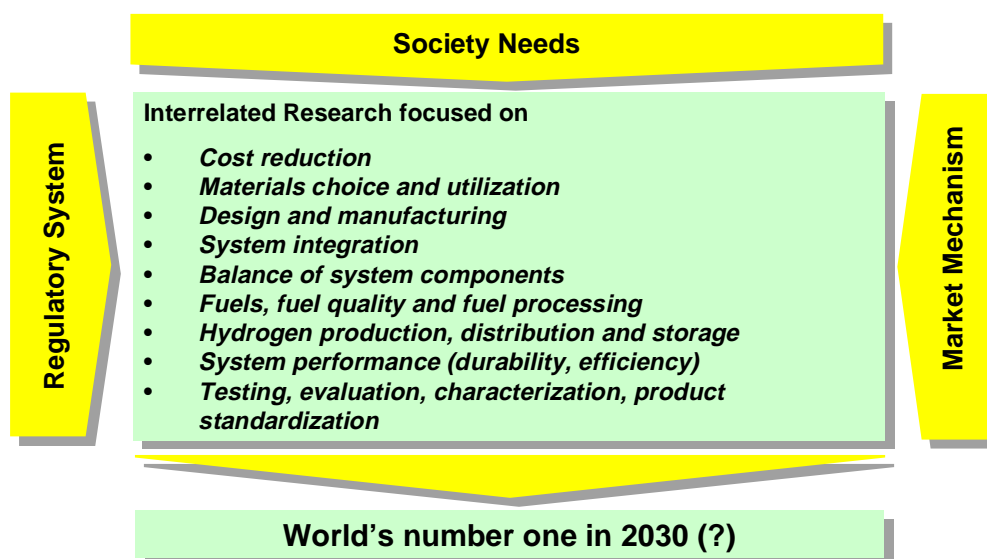 Society Needs
Regulatory System
Interrelated Research focused on
• Cost reduction
• Materials choice and utilization
• Design and manufacturing
• System integration
• Balance of system components
• Fuels, fuel quality and fuel processing
• Hydrogen production, distribution and storage
• System performance (durability, efficiency)
• Testing, evaluation, characterization, product
standardization
Market Mechanism
World's number one in 2030 (?)